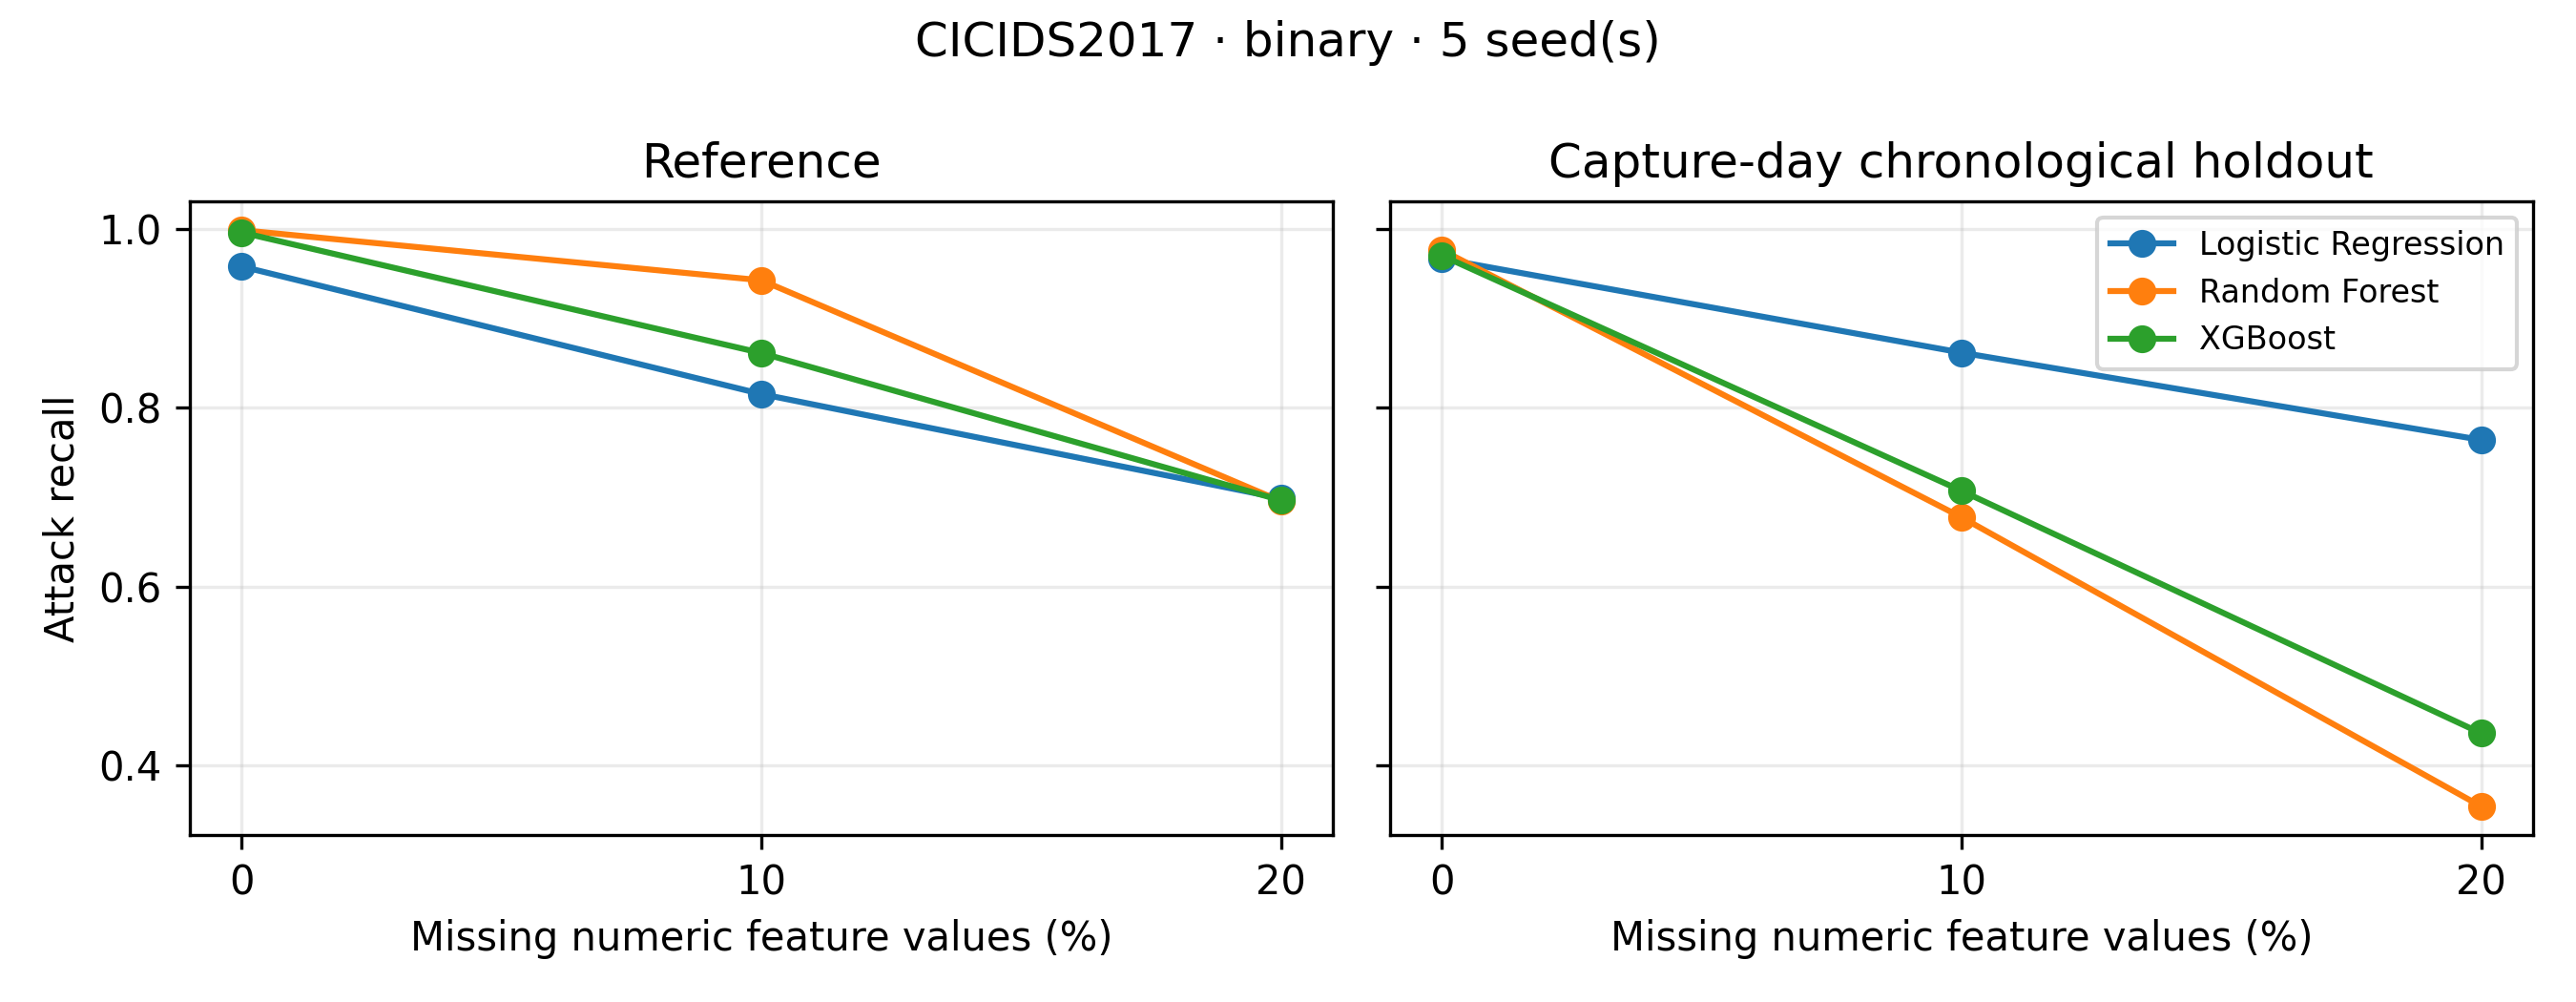 CICIDS2017 · binary · 5 seed(s)
Reference
Attack recall
1.0
0.8
0.6
0.4
0
10
20
Missing numeric feature values (%)
Capture-day chronological holdout
Logistic Regression
Random Forest
XGBoost
0
10
20
Missing numeric feature values (%)